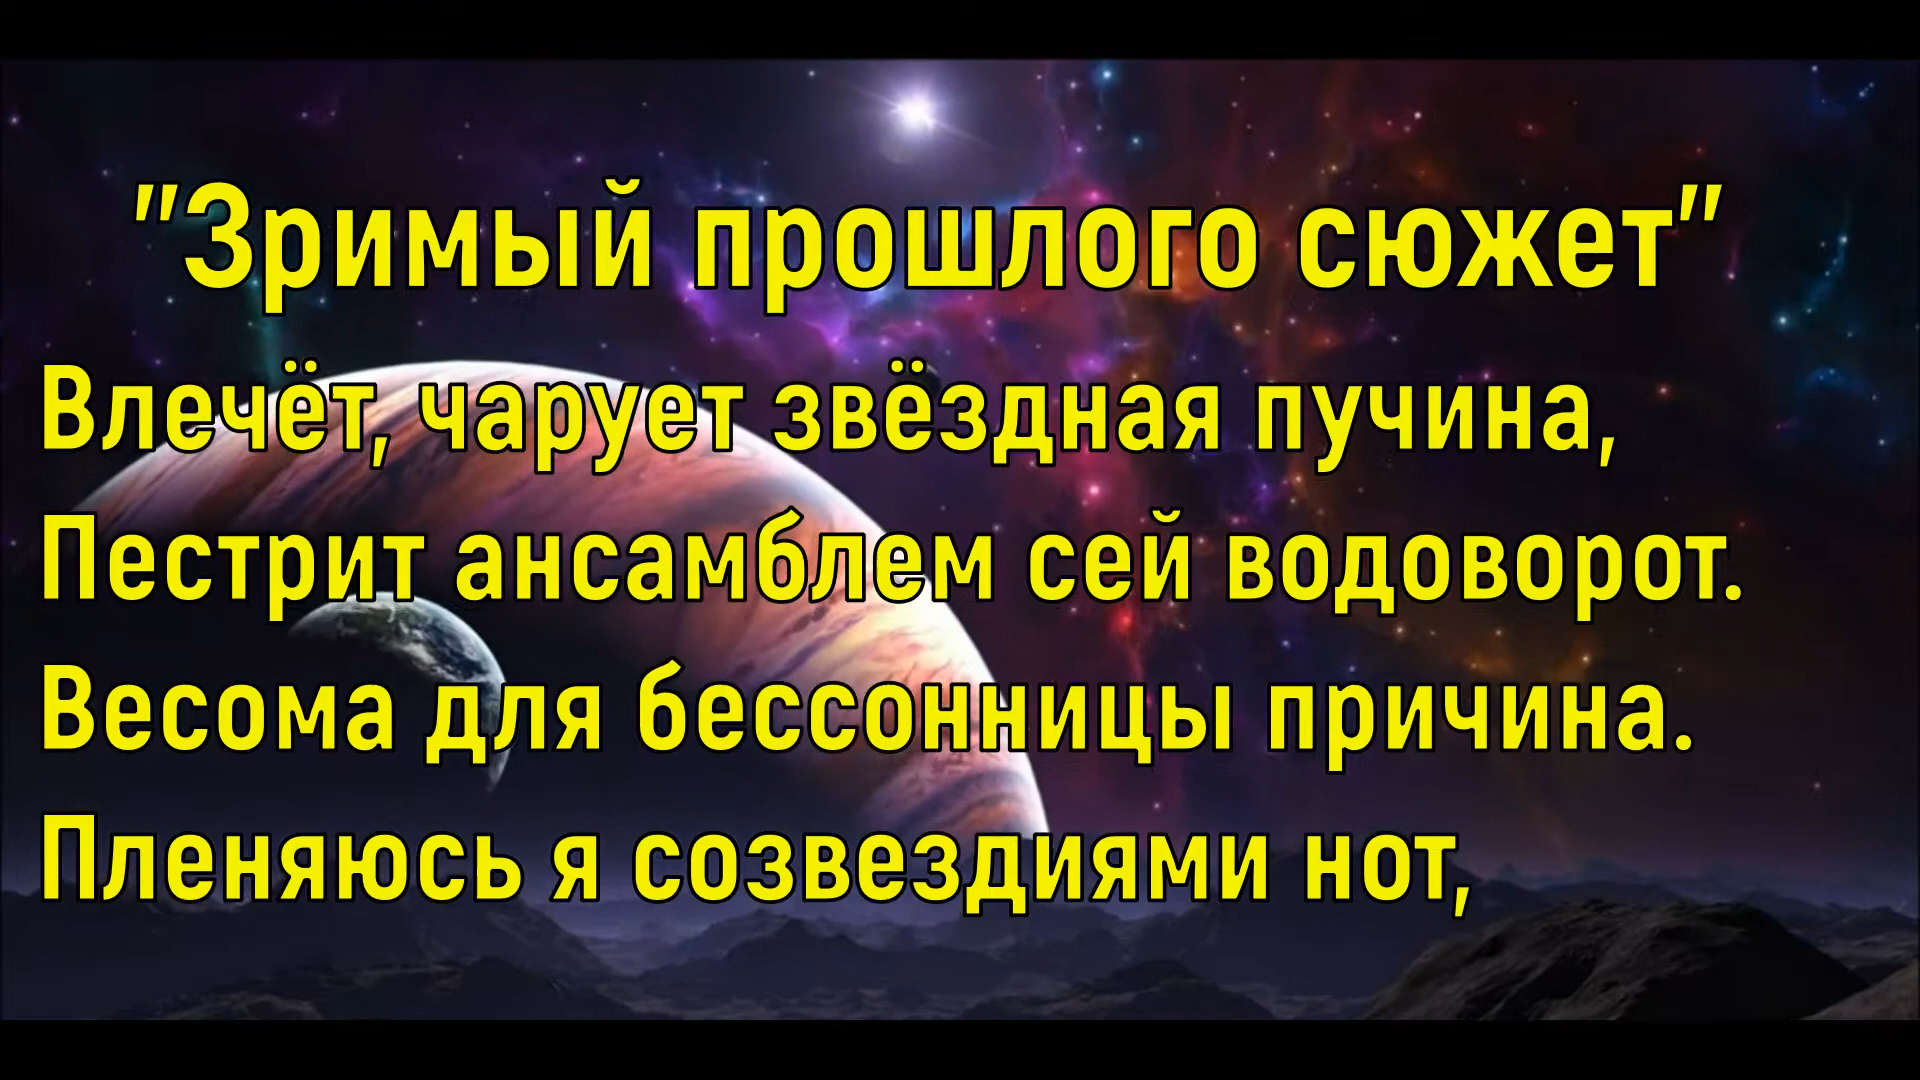 "Зримый прошлого сюжет"
Влечёт, чарует звёздная пучина,
Пестрит ансамблем сей водоворот.
Весома для бессонницы причина.
Пленяюсь я созвездиями нот,